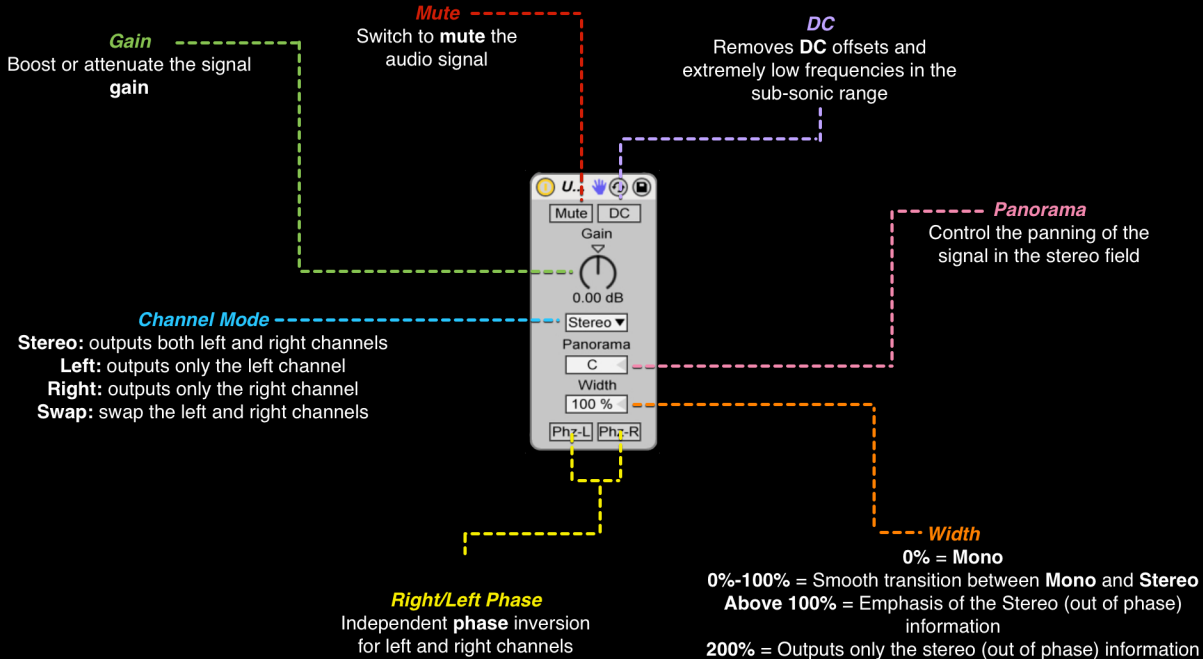 Mute
Switch to mute the
audio signal
DC
Removes DC offsets and
extremely low frequencies in the
sub-sonic range
Gain
Boost or attenuate the signal
gain
U..
Mute
DC
Gain
0.00 dB
Stereo
Panorama
C
Width
100 %
Phz-L
Phz-R
Panorama
Control the panning of the
signal in the stereo field
Channel Mode
Stereo: outputs both left and right channels
Left: outputs only the left channel
Right: outputs only the right channel
Swap: swap the left and right channels
Right/Left Phase
Independent phase inversion
for left and right channels
Width
0% = Mono
0%-100% = Smooth transition between Mono and Stereo
Above 100% = Emphasis of the Stereo (out of phase)
information
200% = Outputs only the stereo (out of phase) information